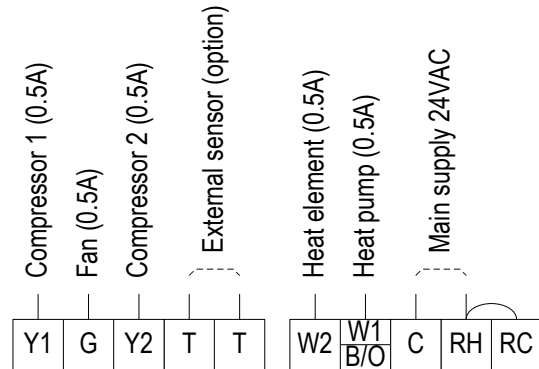 Compressor 1 (0.5A)
Fan (0.5A)
Compressor 2 (0.5A)
External sensor (option)
Heat element (0.5A)
Heat pump (0.5A)
Main supply 24VAC
Y1 G Y2 T T W2 W1 B/O C RH RC